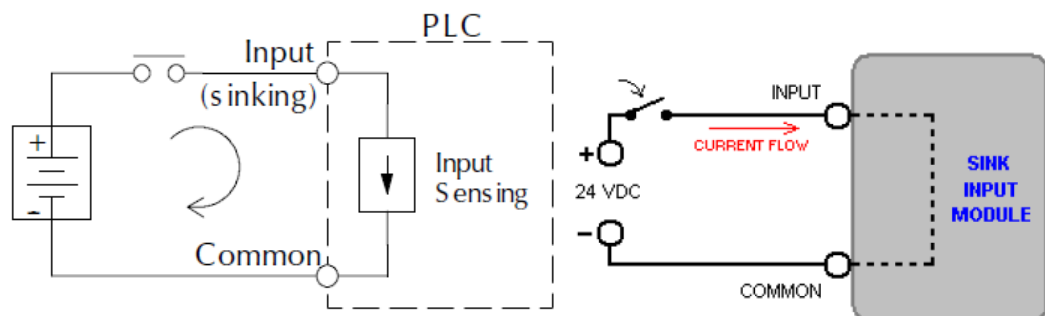 PLC
Input
(sinking)
+
-
Input
Sensing
Common
INPUT
CURRENT FLOW
+
24 VDC
−
COMMON
SINK
INPUT
MODULE